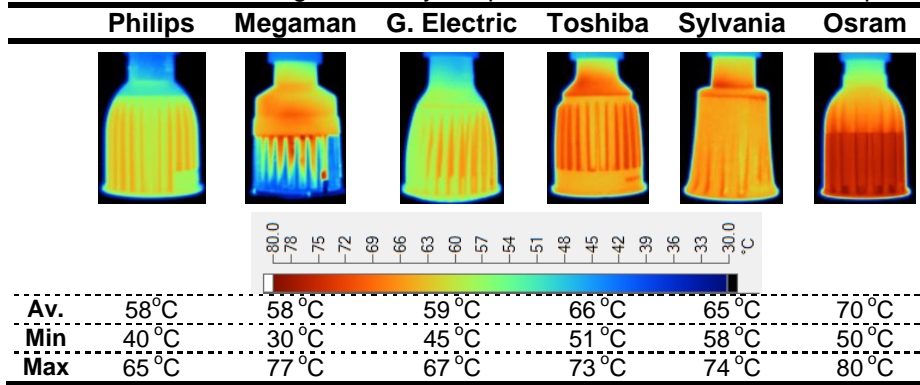 Philips Megaman G. Electric Toshiba Sylvania Osram
80.0 78 75 72 69 66 63 60 57 54 51 48 45 42 39 36 33 30.0 °C
Av. 58 °C 58 °C 59 °C 66 °C 65 °C 70 °C
Min 40 °C 30 °C 45 °C 51 °C 58 °C 50 °C
Max 65 °C 77 °C 67 °C 73 °C 74 °C 80 °C